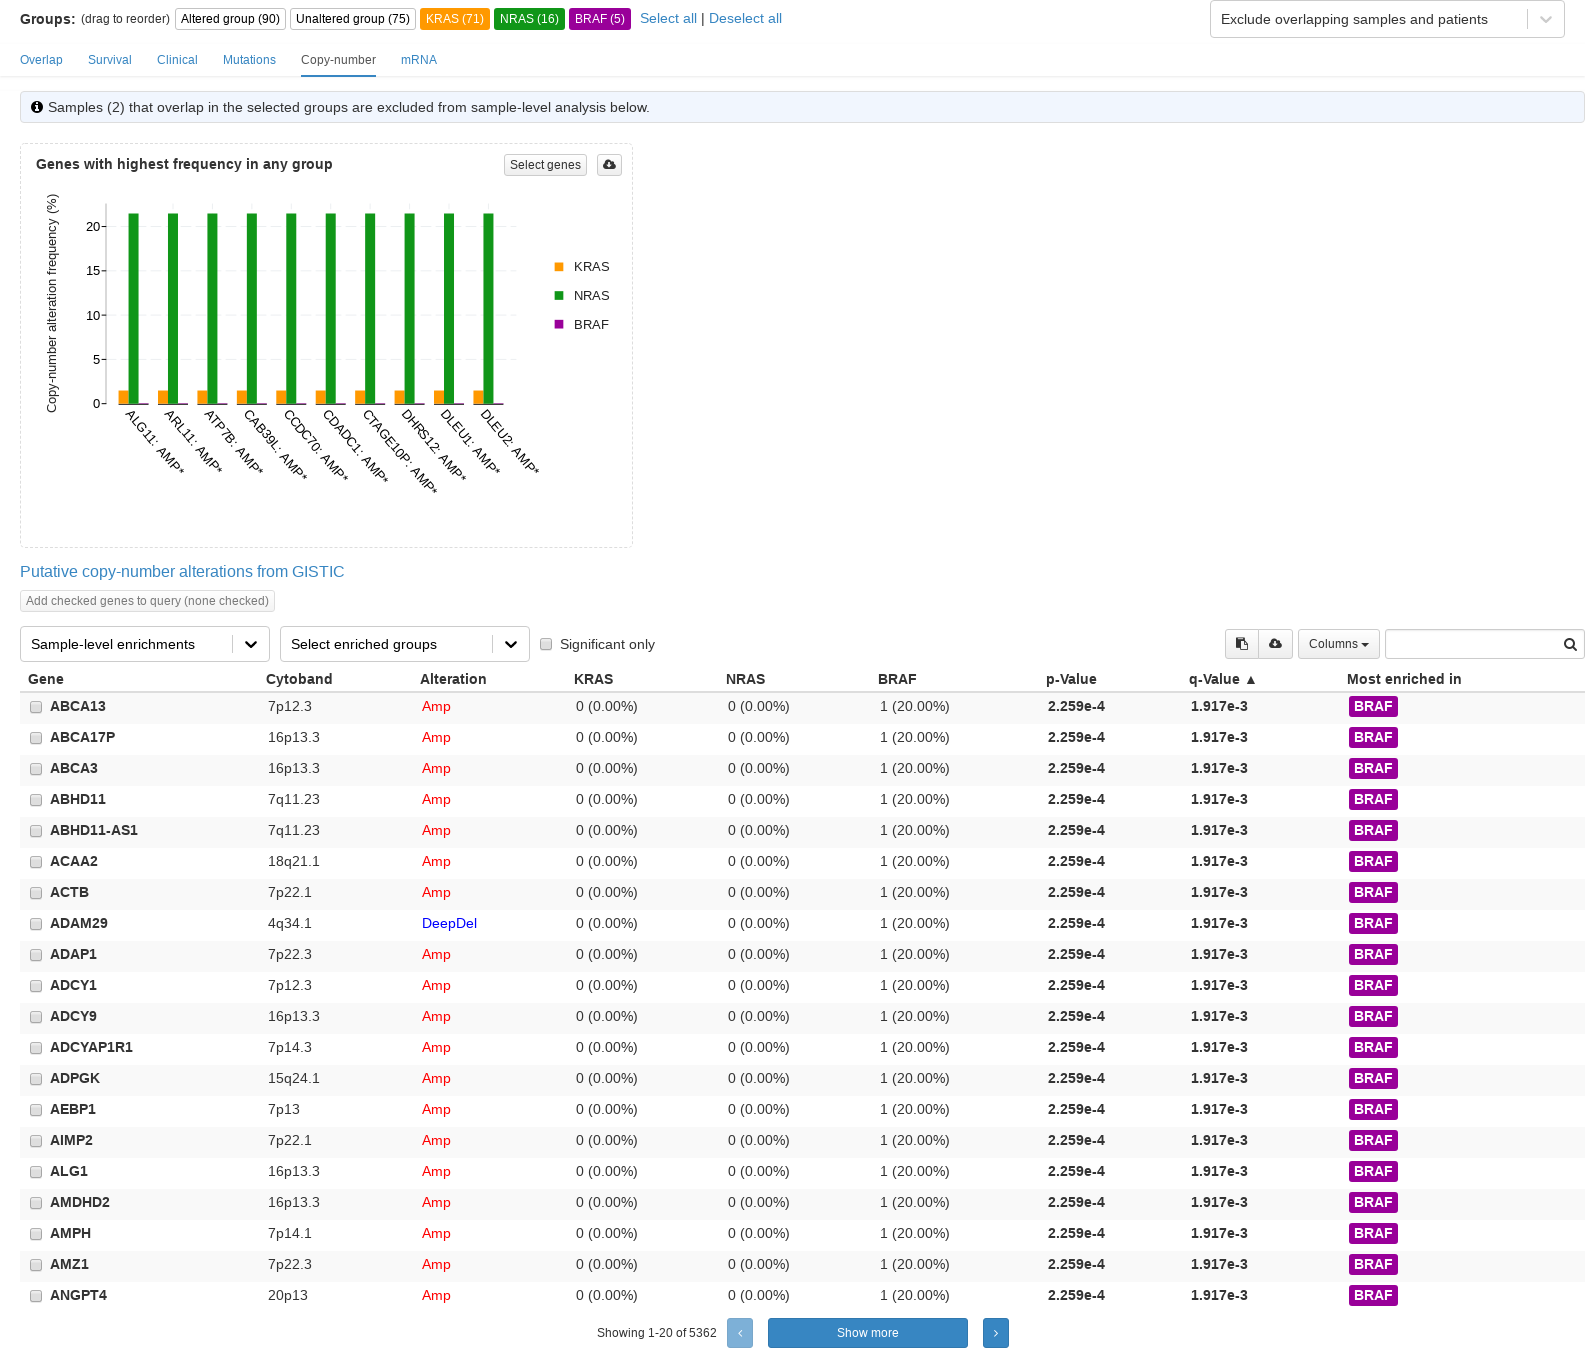 Groups: (drag to reorder) Altered group (90) Unaltered group (75) KRAS (71) NRAS (16) BRAF (5) Select all | Deselect all Exclude overlapping samples and patients
Overlap Survival Clinical Mutations Copy-number mRNA
Samples (2) that overlap in the selected groups are excluded from sample-level analysis below.
Genes with highest frequency in any group Select genes
Copy-number alteration frequency (%)
20
15
10
5
0
KRAS
NRAS
BRAF
ALG11: AMP*
ARL11: AMP*
ATP7B: AMP*
CAB39L: AMP*
CCDC70: AMP*
CDADC1: AMP*
CTAGE10P: AMP*
DHRS12: AMP*
DLEU1: AMP*
DLEU2: AMP*
Putative copy-number alterations from GISTIC
Add checked genes to query (none checked)
Sample-level enrichments Select enriched groups Significant only Columns
Gene Cytoband Alteration KRAS NRAS BRAF p-Value q-Value ▲ Most enriched in
ABCA13 7p12.3 Amp 0 (0.00%) 0 (0.00%) 1 (20.00%) 2.259e-4 1.917e-3 BRAF
ABCA17P 16p13.3 Amp 0 (0.00%) 0 (0.00%) 1 (20.00%) 2.259e-4 1.917e-3 BRAF
ABCA3 16p13.3 Amp 0 (0.00%) 0 (0.00%) 1 (20.00%) 2.259e-4 1.917e-3 BRAF
ABHD11 7q11.23 Amp 0 (0.00%) 0 (0.00%) 1 (20.00%) 2.259e-4 1.917e-3 BRAF
ABHD11-AS1 7q11.23 Amp 0 (0.00%) 0 (0.00%) 1 (20.00%) 2.259e-4 1.917e-3 BRAF
ACAA2 18q21.1 Amp 0 (0.00%) 0 (0.00%) 1 (20.00%) 2.259e-4 1.917e-3 BRAF
ACTB 7p22.1 Amp 0 (0.00%) 0 (0.00%) 1 (20.00%) 2.259e-4 1.917e-3 BRAF
ADAM29 4q34.1 DeepDel 0 (0.00%) 0 (0.00%) 1 (20.00%) 2.259e-4 1.917e-3 BRAF
ADAP1 7p22.3 Amp 0 (0.00%) 0 (0.00%) 1 (20.00%) 2.259e-4 1.917e-3 BRAF
ADCY1 7p12.3 Amp 0 (0.00%) 0 (0.00%) 1 (20.00%) 2.259e-4 1.917e-3 BRAF
ADCY9 16p13.3 Amp 0 (0.00%) 0 (0.00%) 1 (20.00%) 2.259e-4 1.917e-3 BRAF
ADCYAP1R1 7p14.3 Amp 0 (0.00%) 0 (0.00%) 1 (20.00%) 2.259e-4 1.917e-3 BRAF
ADPGK 15q24.1 Amp 0 (0.00%) 0 (0.00%) 1 (20.00%) 2.259e-4 1.917e-3 BRAF
AEBP1 7p13 Amp 0 (0.00%) 0 (0.00%) 1 (20.00%) 2.259e-4 1.917e-3 BRAF
AIMP2 7p22.1 Amp 0 (0.00%) 0 (0.00%) 1 (20.00%) 2.259e-4 1.917e-3 BRAF
ALG1 16p13.3 Amp 0 (0.00%) 0 (0.00%) 1 (20.00%) 2.259e-4 1.917e-3 BRAF
AMDHD2 16p13.3 Amp 0 (0.00%) 0 (0.00%) 1 (20.00%) 2.259e-4 1.917e-3 BRAF
AMPH 7p14.1 Amp 0 (0.00%) 0 (0.00%) 1 (20.00%) 2.259e-4 1.917e-3 BRAF
AMZ1 7p22.3 Amp 0 (0.00%) 0 (0.00%) 1 (20.00%) 2.259e-4 1.917e-3 BRAF
ANGPT4 20p13 Amp 0 (0.00%) 0 (0.00%) 1 (20.00%) 2.259e-4 1.917e-3 BRAF
Showing 1-20 of 5362 ‹ Show more ›